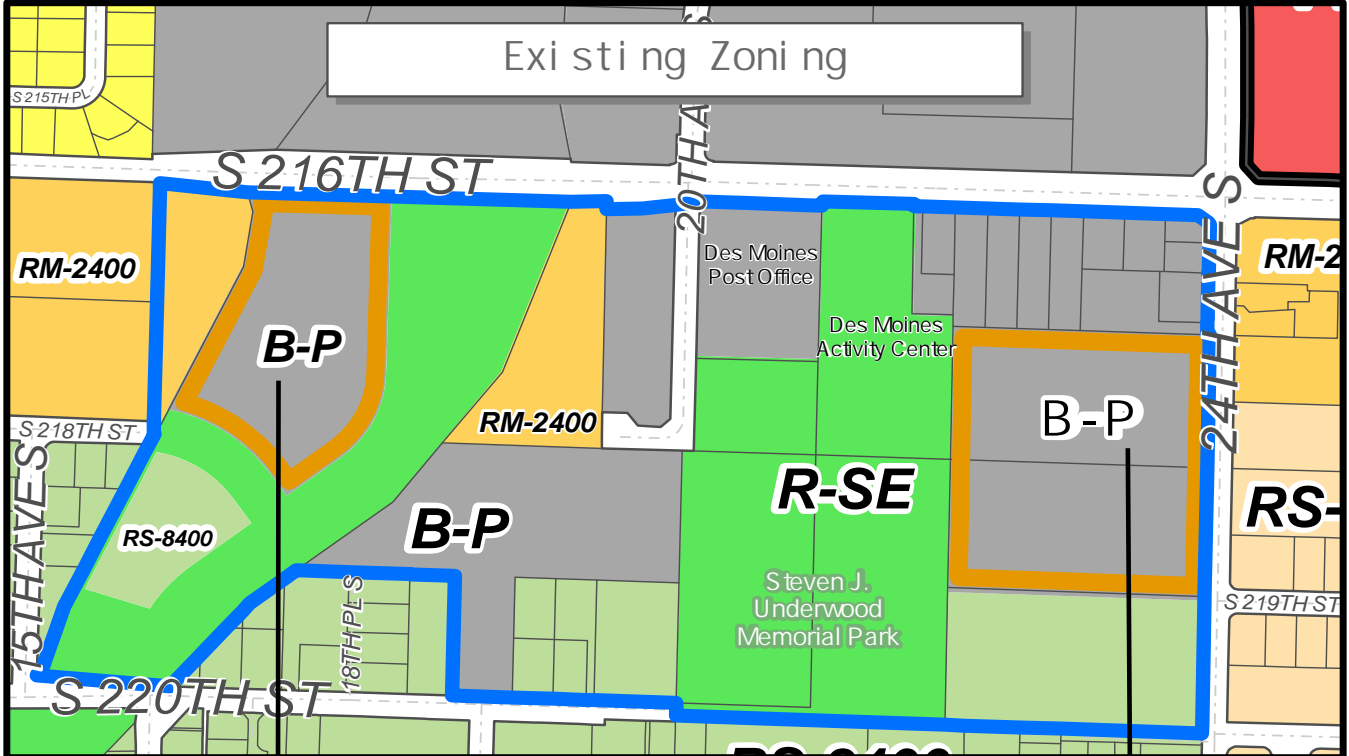 Existing Zoning
S 215TH PL
S 216TH ST
20TH A
24TH AVE S
RM-2400
B-P
Des Moines
Post Office
Des Moines
Activity Center
RM-2
RM-2400
B-P
S 218TH ST
15TH AVE S
RS-8400
B-P
R-SE
RS-
Steven J.
Underwood
Memorial Park
18TH PL S
S 219TH ST
S 220TH ST